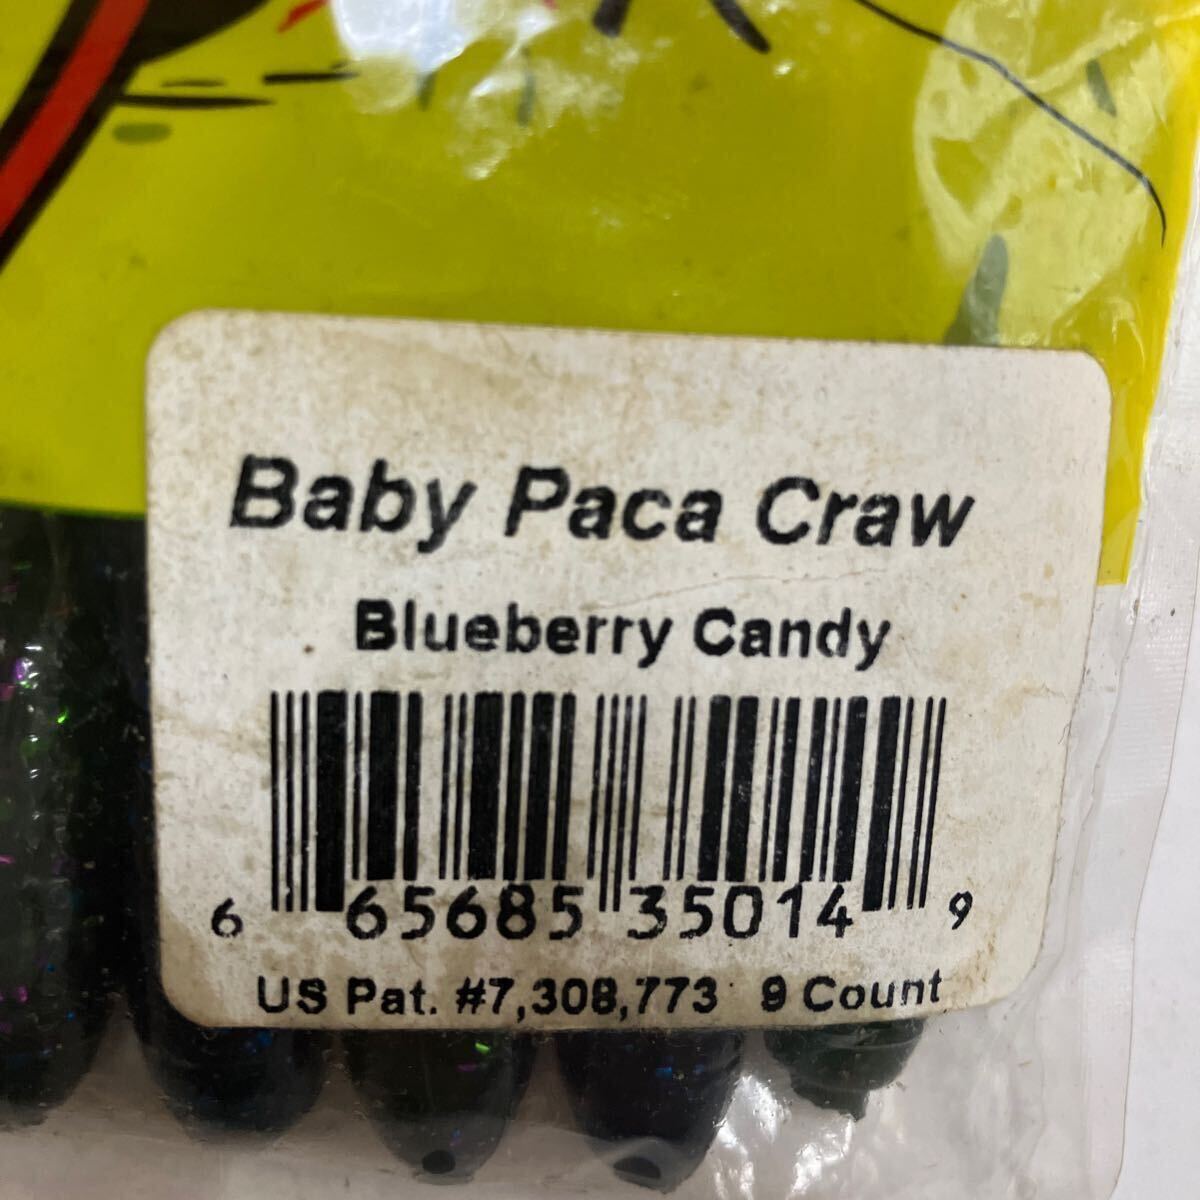 Baby Paca Craw
Blueberry Candy
6 65685 35014 9
US Pat. #7,308,773 9 Count